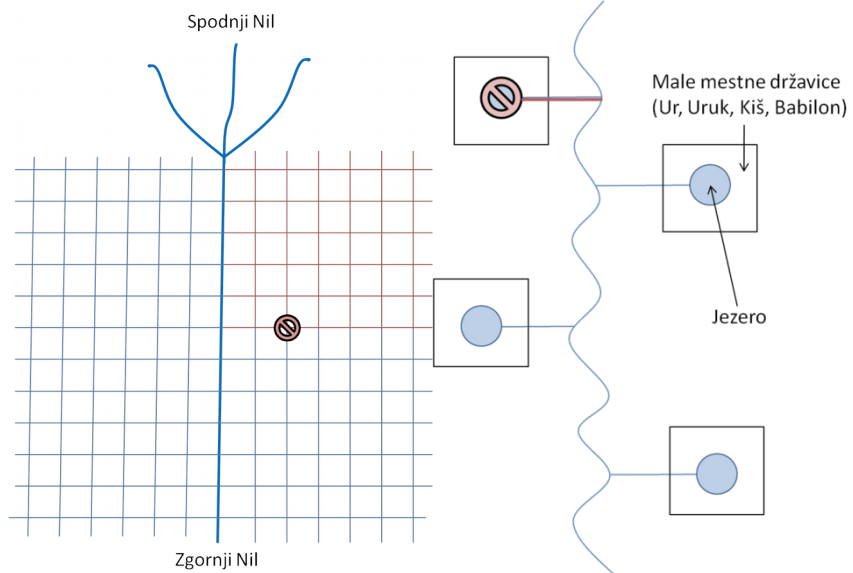 Spodnji Nil
Zgornji Nil
Male mestne državice
(Ur, Uruk, Kiš, Babilon)
Jezero